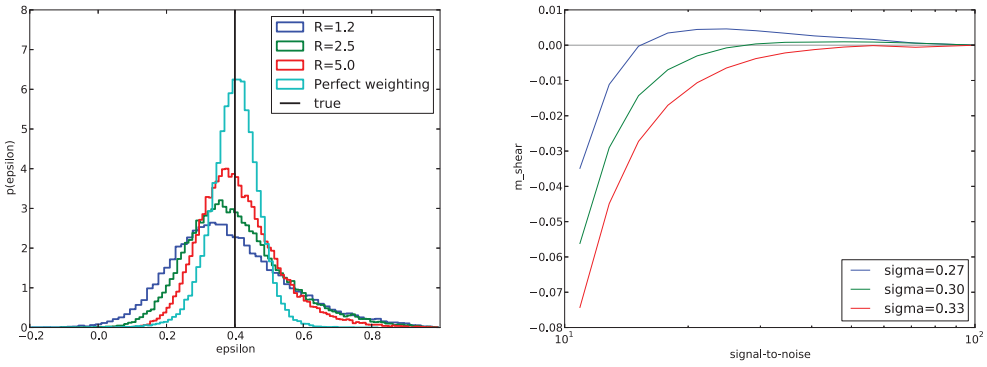 8
7
6
5
4
3
2
1
0
p(epsilon)
R=1.2
R=2.5
R=5.0
Perfect weighting
true
−0.2
0.0
0.2
0.4
0.6
0.8
epsilon
0.01
0.00
−0.01
−0.02
−0.03
−0.04
−0.05
−0.06
−0.07
−0.08
m_shear
sigma=0.27
sigma=0.30
sigma=0.33
10¹
10²
signal-to-noise